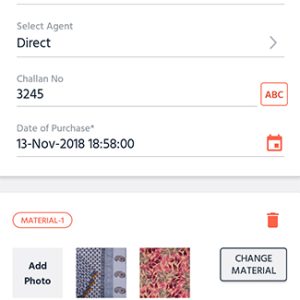 Select Agent
Direct
Challan No
3245
ABC
Date of Purchase*
13-Nov-2018 18:58:00
MATERIAL-1
Add
Photo
CHANGE
MATERIAL